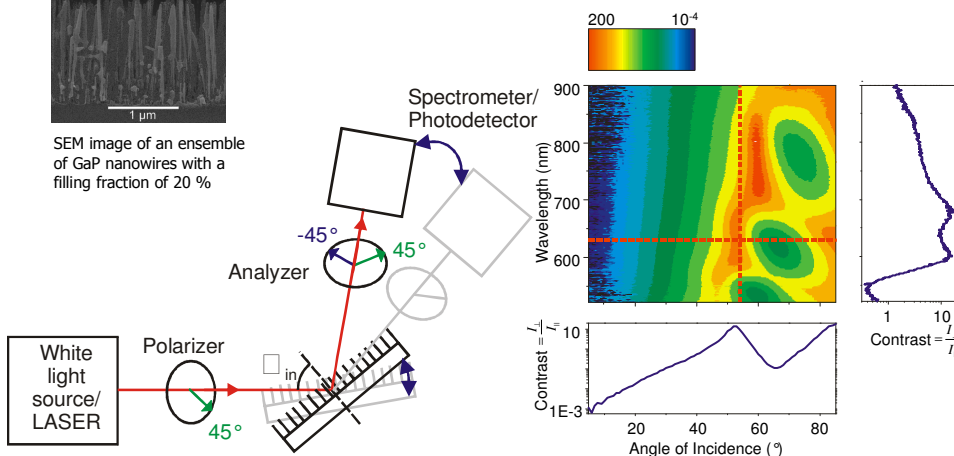 1 µm
SEM image of an ensemble
of GaP nanowires with a
filling fraction of 20 %
Spectrometer/
Photodetector
-45°
45°
Analyzer
Polarizer
White
light
source/
LASER
45°
□in
200
10-4
900
800
700
600
Wavelength (nm)
1
10
Contrast = I/I
Contrast = I⊥/I||
10
1E-3
20
40
60
80
Angle of Incidence (°)